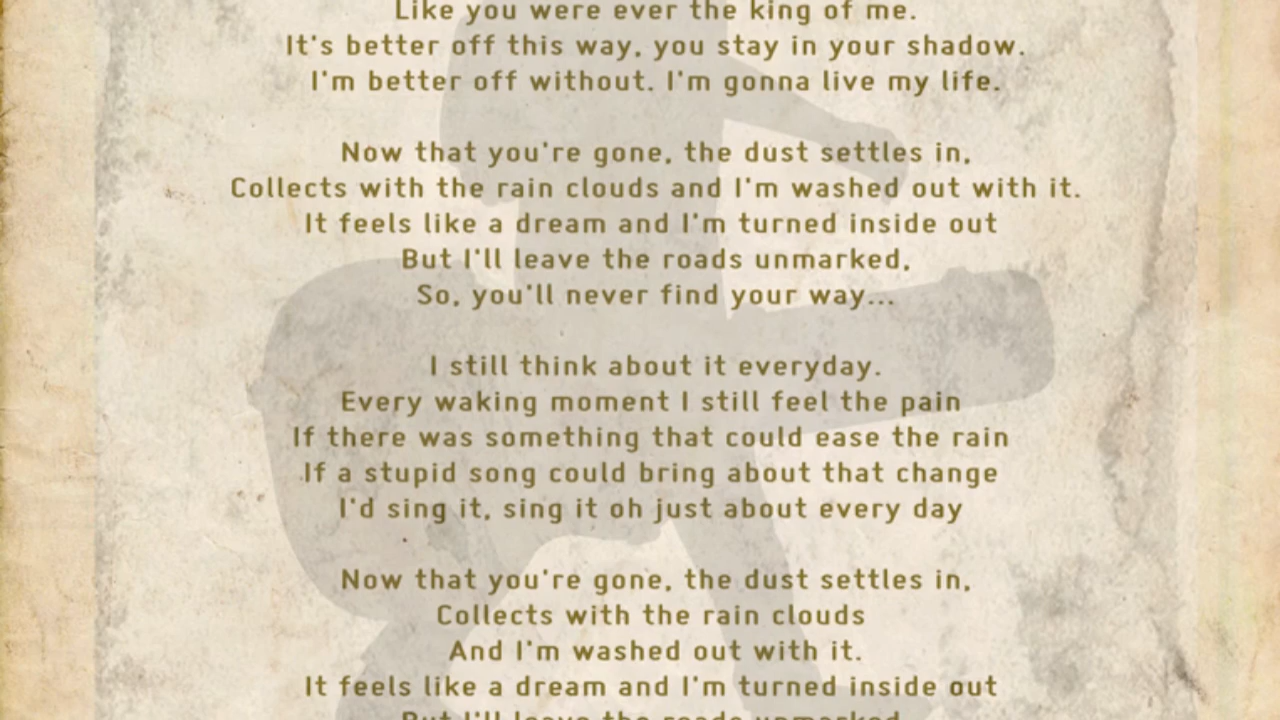 Like you were ever the king of me.
It's better off this way, you stay in your shadow.
I'm better off without. I'm gonna live my life.
Now that you're gone, the dust settles in,
Collects with the rain clouds and I'm washed out with it.
It feels like a dream and I'm turned inside out
But I'll leave the roads unmarked,
So, you'll never find your way...
I still think about it everyday.
Every waking moment I still feel the pain
If there was something that could ease the rain
If a stupid song could bring about that change
I'd sing it, sing it oh just about every day
Now that you're gone, the dust settles in,
Collects with the rain clouds
And I'm washed out with it.
It feels like a dream and I'm turned inside out
But I'll leave the roads unmarked,